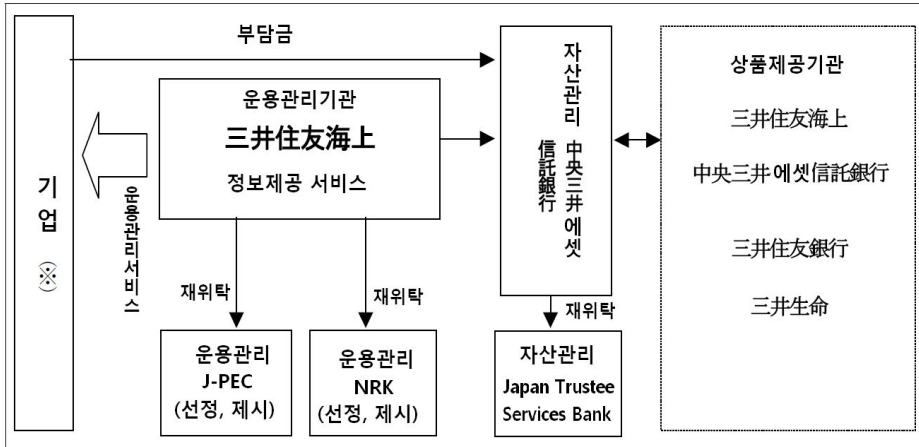 기업 ※
부담금
운용관리기관
三井住友海上
정보제공 서비스
운용관리서비스
자산관리
中央三井에셋
信託銀行
상품제공기관
三井住友海上
中央三井에셋信託銀行
三井住友銀行
三井生命
재위탁
재위탁
재위탁
운용관리
J-PEC
(선정, 제시)
운용관리
NRK
(선정, 제시)
자산관리
Japan Trustee
Services Bank